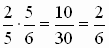 2/5 · 5/6 = 10/30 = 2/6